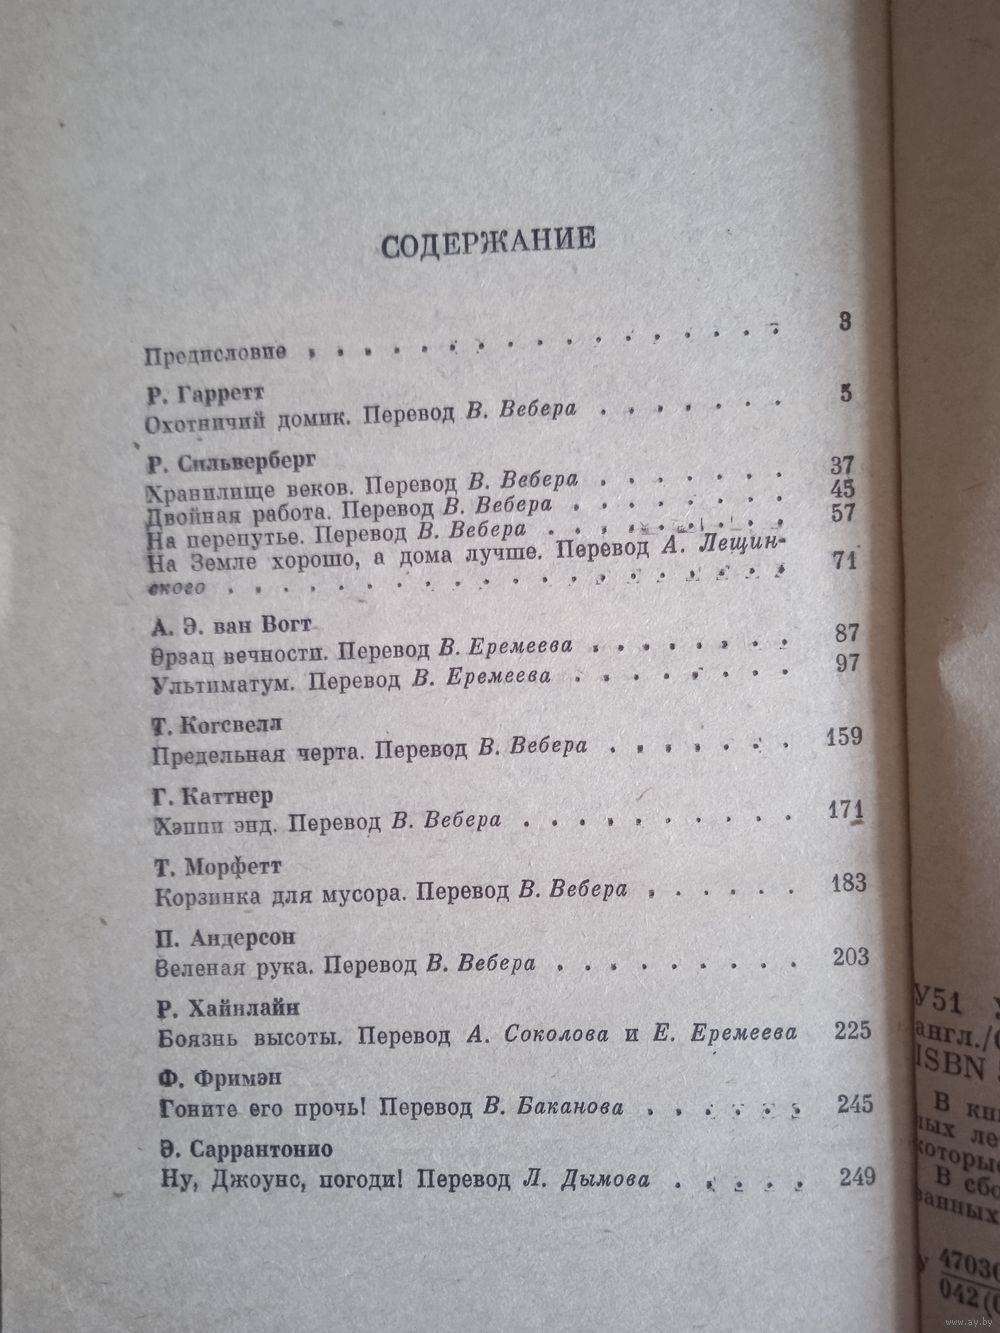 СОДЕРЖАНИЕ
Предисловие . . . . . . . . . . . . . . . . . 3
Р. Гарретт
Охотничий домик. Перевод В. Вебера . . . . . . . 5
Р. Сильверберг
Хранилище веков. Перевод В. Вебера . . . . . . . 37
Двойная работа. Перевод В. Вебера . . . . . . . . 45
На перепутье. Перевод В. Вебера . . . . . . . . . 57
На Земле хорошо, а дома лучше. Перевод А. Лещин-
ского . . . . . . . . . . . . . . . . . . . . 71
А. Э. ван Вогт
Эрзац вечности. Перевод В. Еремеева . . . . . . . . 87
Ультиматум. Перевод В. Еремеева . . . . . . . . 97
Т. Когсвелл
Предельная черта. Перевод В. Вебера . . . . . . . 159
Г. Каттнер
Хэппи энд. Перевод В. Вебера . . . . . . . . . . 171
Т. Морфетт
Корзинка для мусора. Перевод В. Вебера . . . . . . 183
П. Андерсон
Зеленая рука. Перевод В. Вебера . . . . . . . . . 203
Р. Хайнлайн
Боязнь высоты. Перевод А. Соколова и Е. Еремеева 225
Ф. Фримэн
Гоните его прочь! Перевод В. Баканова . . . . . . 245
Э. Саррантонио
Ну, Джоунс, погоди! Перевод Л. Дымова . . . . . 249
У51
англ./
ISBN
В
В
042
www.ay.by